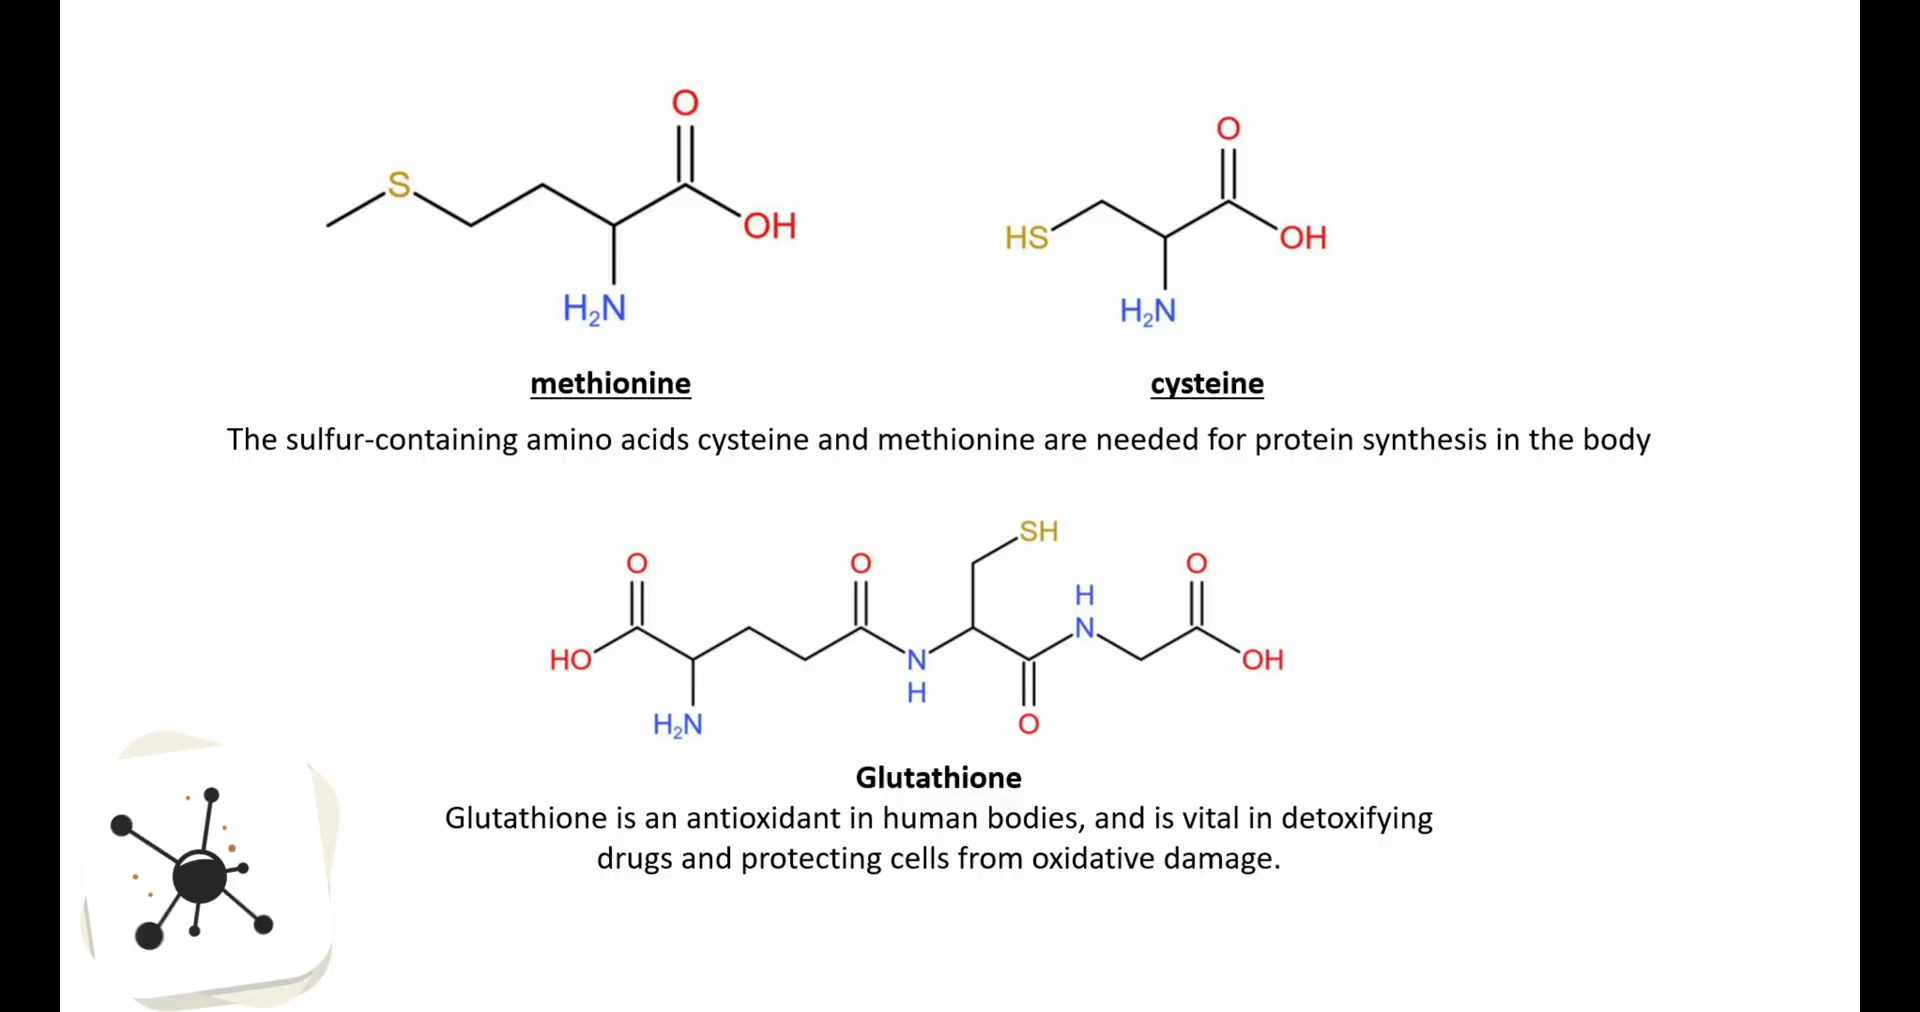 O
O
S
OH
HS
OH
H₂N
H₂N
methionine
cysteine
The sulfur-containing amino acids cysteine and methionine are needed for protein synthesis in the body
SH
O
O
H
O
HO
N
H
N
OH
H₂N
O
Glutathione
Glutathione is an antioxidant in human bodies, and is vital in detoxifying
drugs and protecting cells from oxidative damage.